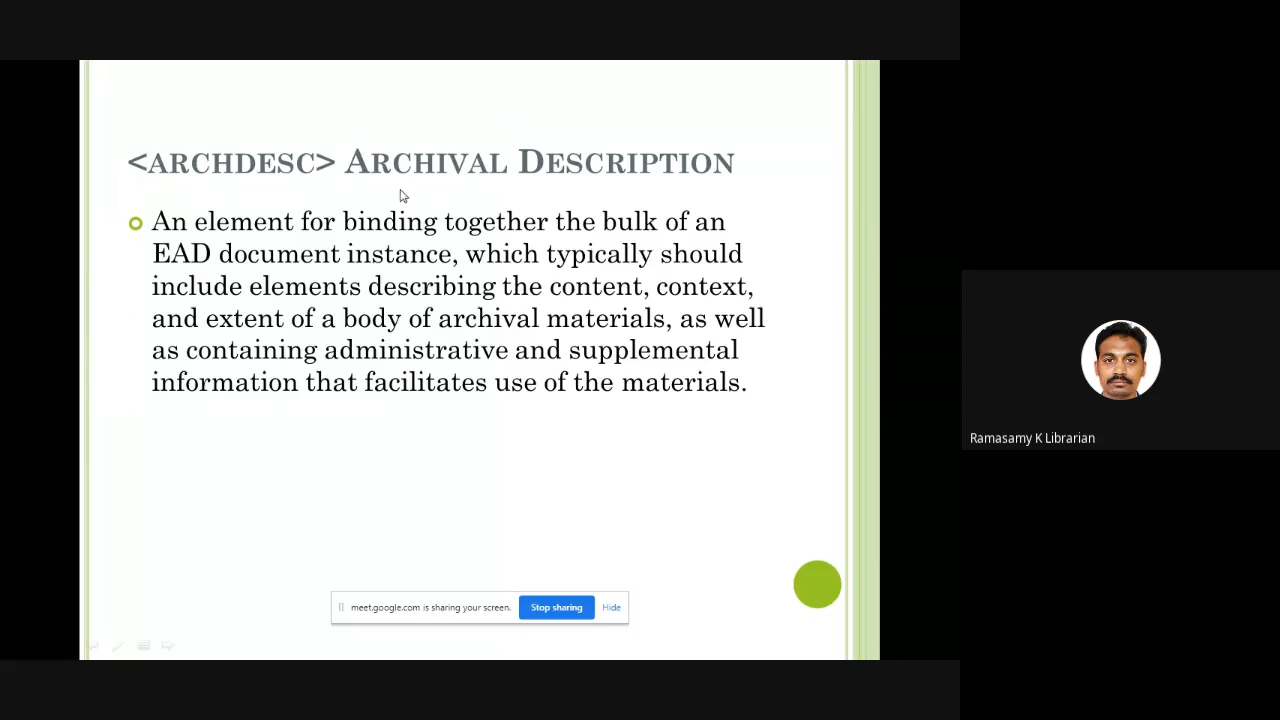 <ARCHDESC> ARCHIVAL DESCRIPTION
An element for binding together the bulk of an
EAD document instance, which typically should
include elements describing the content, context,
and extent of a body of archival materials, as well
as containing administrative and supplemental
information that facilitates use of the materials.
meet.google.com is sharing your screen. Stop sharing Hide
Ramasamy K Librarian